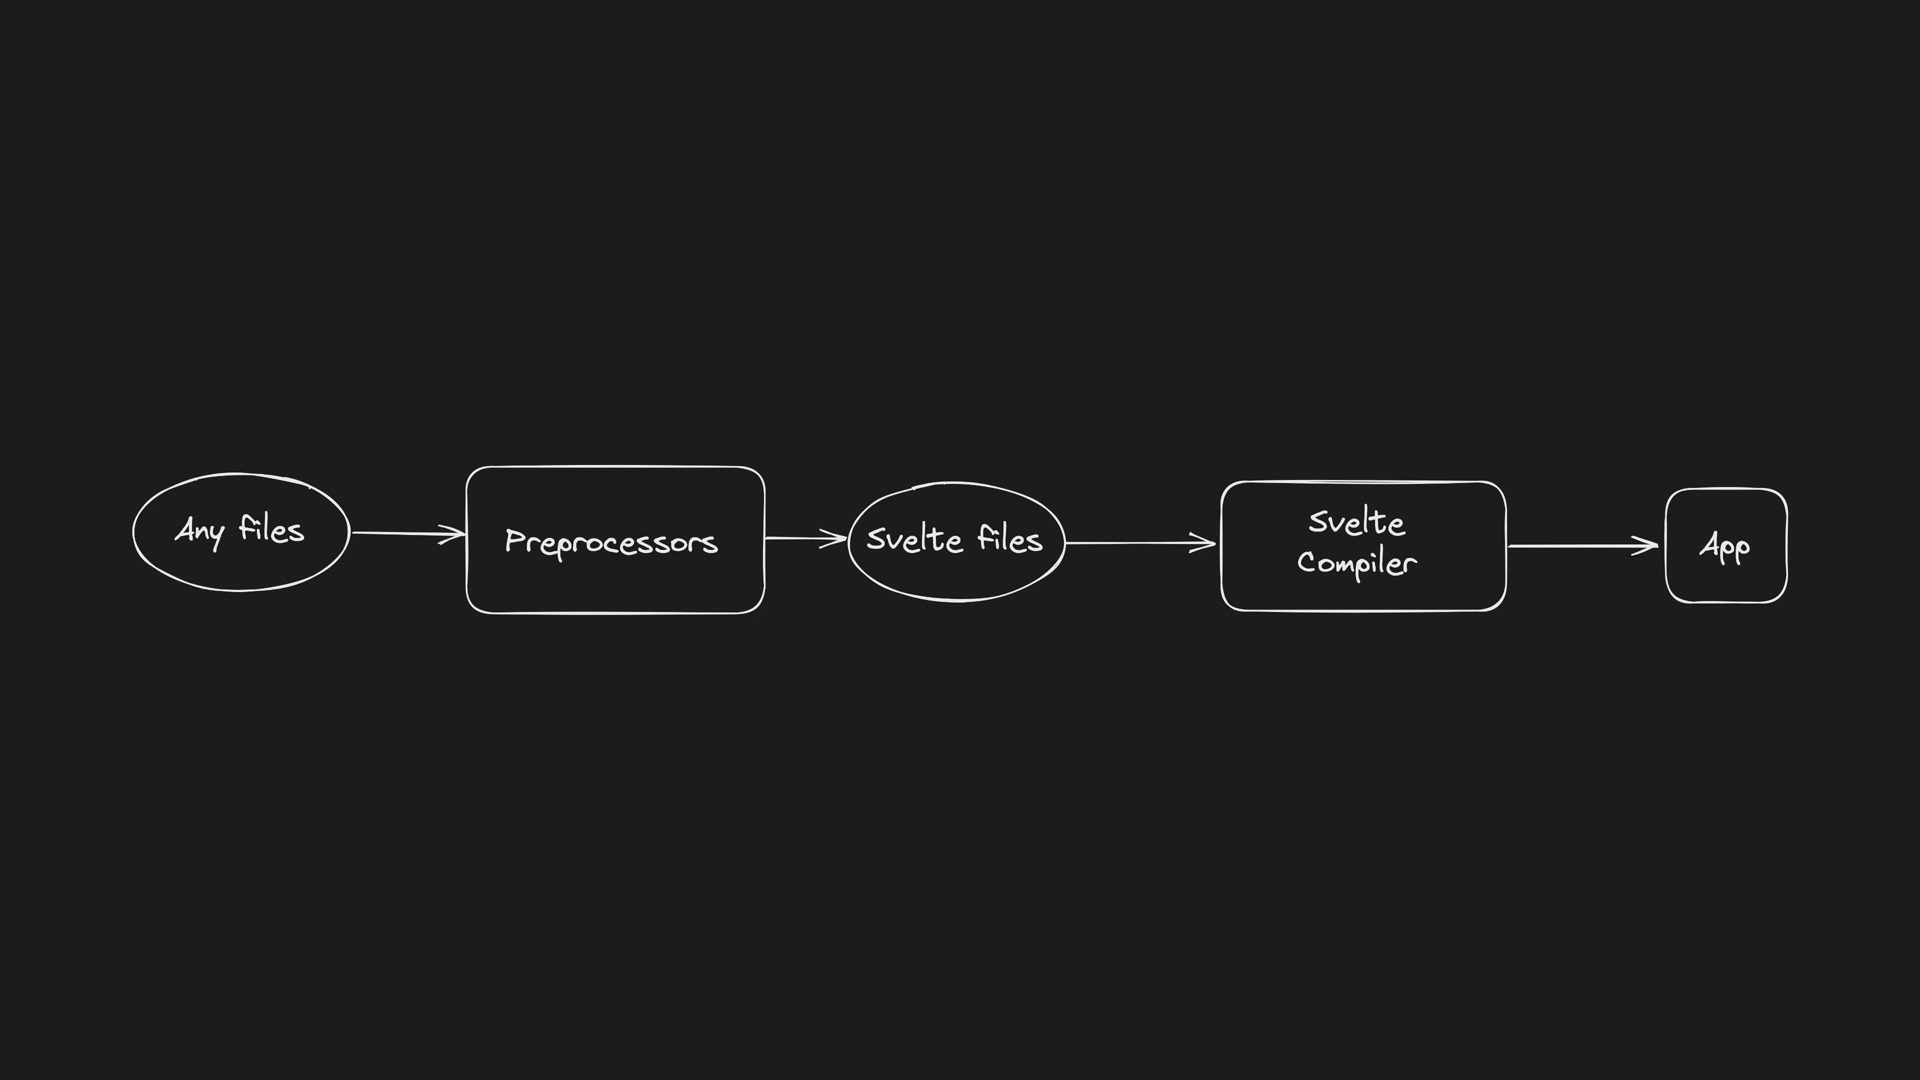 Any files
Preprocessors
Svelte files
Svelte
Compiler
App